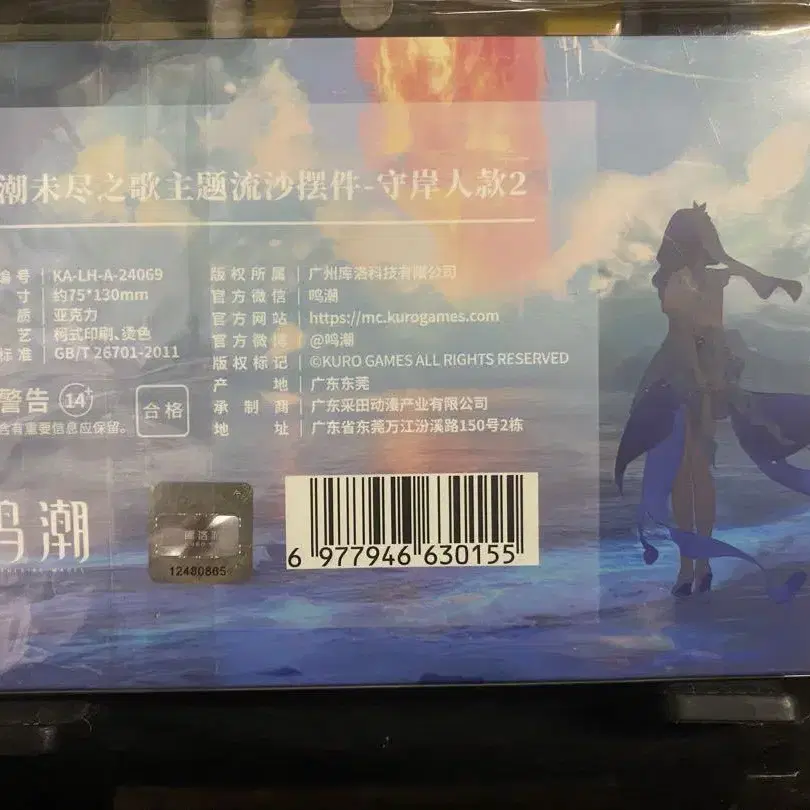 潮未尽之歌主题流沙摆件-守岸人款2
编号 | KA-LH-A-24069
寸 | 约75*130mm
质 | 亚克力
艺 | 柯式印刷、烫色
标准 | GB/T 26701-2011
警告 14+
含有重要信息应保留。
合格
版权所属 | 广州库洛科技有限公司
官方微信 | 鸣潮
官方网站 | https://mc.kurogames.com
官方微博 | @鸣潮
版权标记 | ©KURO GAMES ALL RIGHTS RESERVED
产地 | 广东东莞
承制商 | 广东采田动漫产业有限公司
地址 | 广东省东莞万江汾溪路150号2栋
鸣潮
12480865
6 977946 630155